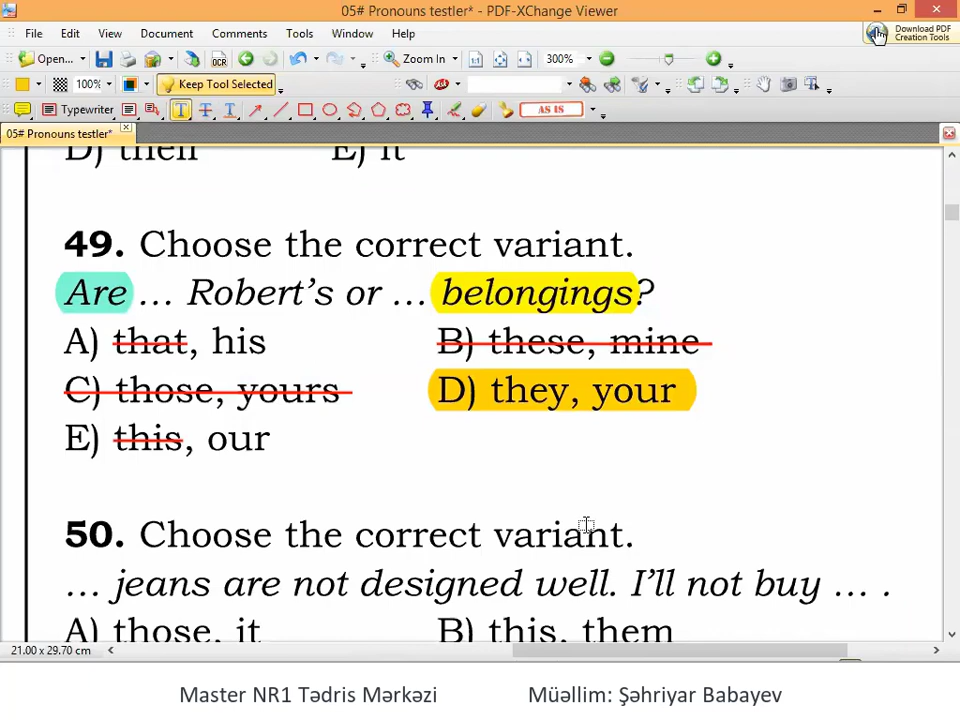 05# Pronouns testler* - PDF-XChange Viewer
File Edit View Document Comments Tools Window Help
Download PDF Creation Tools
Open... OCR Zoom In 300%
100% Keep Tool Selected
Typewriter T T T AS IS
05# Pronouns testler*
D) then E) it
49. Choose the correct variant.
Are ... Robert's or ... belongings?
A) that, his B) these, mine
C) those, yours D) they, your
E) this, our
50. Choose the correct variant.
... jeans are not designed well. I'll not buy ... .
A) those, it B) this, them
21.00 x 29.70 cm
Master NR1 Tədris Mərkəzi Müəllim: Şəhriyar Babayev